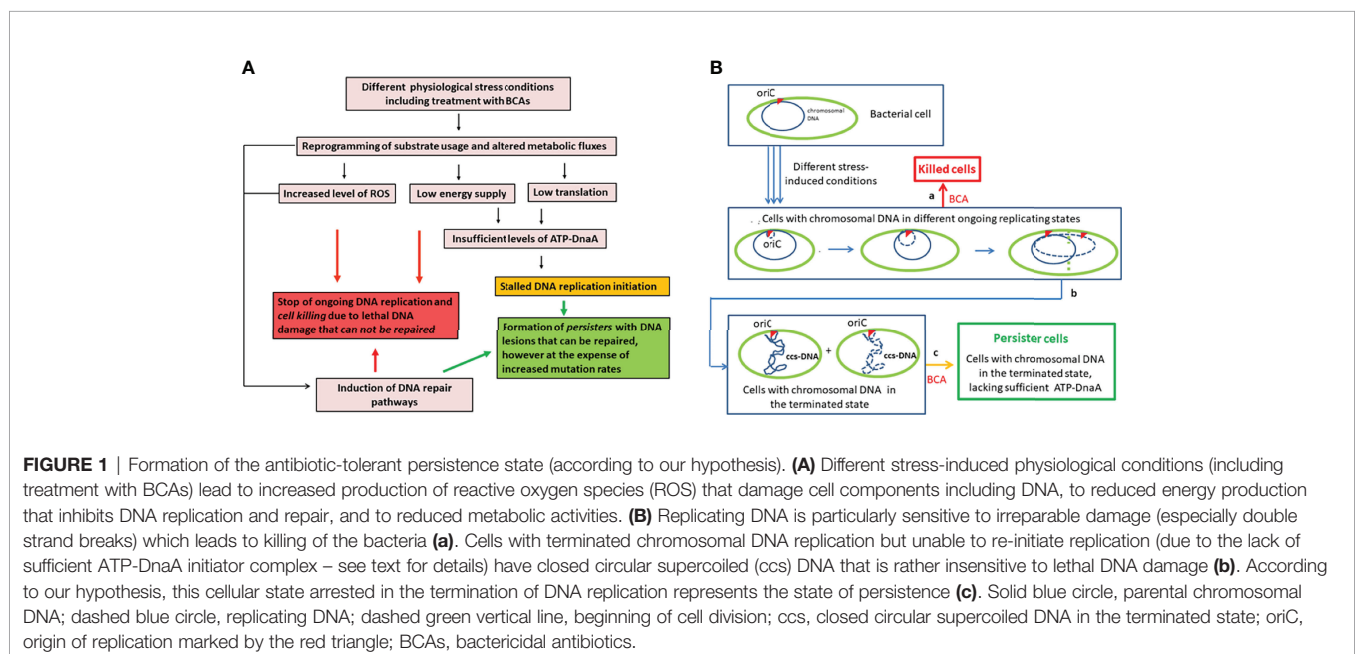 A
Different physiological stress conditions
including treatment with BCAs
Reprogramming of substrate usage and altered metabolic fluxes
Increased level of ROS
Low energy supply
Low translation
Insufficient levels of ATP-DnaA
Stalled DNA replication initiation
Stop of ongoing DNA replication and
cell killing due to lethal DNA
damage that can not be repaired
Formation of persisters with DNA
lesions that can be repaired,
however at the expense of
increased mutation rates
Induction of DNA repair
pathways
B
oriC
chromosomal
DNA
Bacterial cell
Different stress-
induced conditions
Killed cells
a
BCA
Cells with chromosomal DNA in different ongoing replicating states
oriC
b
oriC
oriC
ccs-DNA
+
ccs-DNA
Cells with chromosomal DNA in
the terminated state
c
BCA
Persister cells
Cells with chromosomal DNA
in the terminated state,
lacking sufficient ATP-DnaA
FIGURE 1 | Formation of the antibiotic-tolerant persistence state (according to our hypothesis). (A) Different stress-induced physiological conditions (including
treatment with BCAs) lead to increased production of reactive oxygen species (ROS) that damage cell components including DNA, to reduced energy production
that inhibits DNA replication and repair, and to reduced metabolic activities. (B) Replicating DNA is particularly sensitive to irreparable damage (especially double
strand breaks) which leads to killing of the bacteria (a). Cells with terminated chromosomal DNA replication but unable to re-initiate replication (due to the lack of
sufficient ATP-DnaA initiator complex – see text for details) have closed circular supercoiled (ccs) DNA that is rather insensitive to lethal DNA damage (b). According
to our hypothesis, this cellular state arrested in the termination of DNA replication represents the state of persistence (c). Solid blue circle, parental chromosomal
DNA; dashed blue circle, replicating DNA; dashed green vertical line, beginning of cell division; ccs, closed circular supercoiled DNA in the terminated state; oriC,
origin of replication marked by the red triangle; BCAs, bactericidal antibiotics.